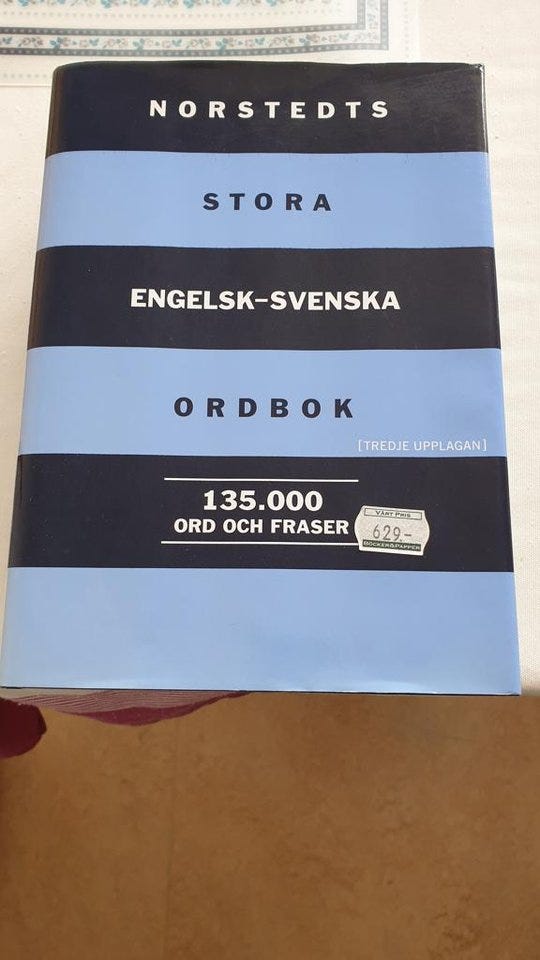 NORSTEDTS
STORA
ENGELSK–SVENSKA
ORDBOK
[TREDJE UPPLAGAN]
135.000
ORD OCH FRASER
VÅRT PRIS
629.-
BÖCKER&PAPPER